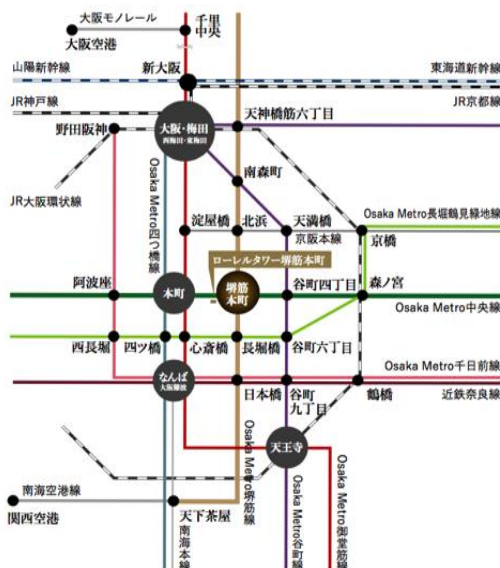 大阪モノレール
千里
中央
大阪空港
山陽新幹線
新大阪
東海道新幹線
JR神戸線
JR京都線
天神橋筋六丁目
野田阪神
大阪・梅田
西梅田・東梅田
南森町
JR大阪環状線
Osaka Metro四つ橋線
淀屋橋
北浜
天満橋
Osaka Metro長堀鶴見緑地
京阪本線
京橋
ローレルタワー堺筋本町
阿波座
本町
堺筋
本町
谷町四丁目
森ノ宮
Osaka Metro中央線
西長堀
四ツ橋
心斎橋
長堀橋
谷町六丁目
Osaka Metro千日前線
なんば
大阪難波
近鉄奈良線
日本橋
谷町
九丁目
鶴橋
天王寺
Osaka Metro堺筋線
Osaka Metro谷町線
Osaka Metro御堂筋線
南海空港線
関西空港
天下茶屋
南海本線